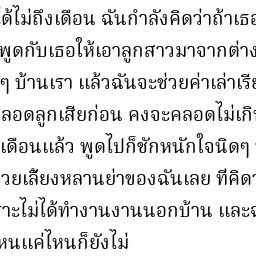 ได้ไม่ถึงเดือน ฉันกำลังคิดว่าถ้าเธอ
พูดกับเธอให้เอาลูกสาวมาจากต่าง
ๆ บ้านเรา แล้วฉันจะช่วยค่าเล่าเรีย
ลอดลูกเสียก่อน คงจะคลอดไม่เกิ
เดือนแล้ว พูดไปก็ชักหนักใจนิดๆ
วยเลี้ยงหลานย่าของฉันเลย ทีคิดว
ราะไม่ได้ทำงานงานนอกบ้าน และฉ
หนแค่ไหนก็ยังไม่